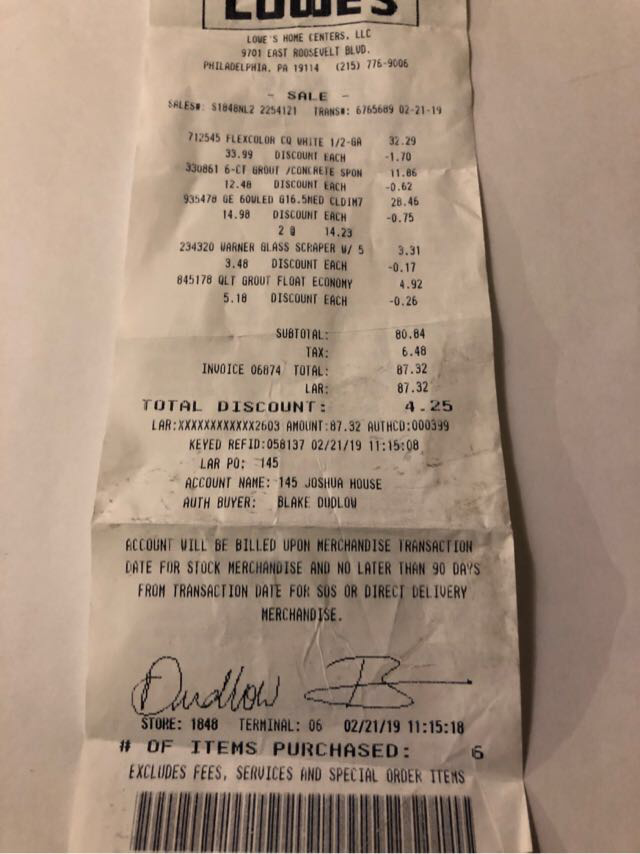 LOWE'S
LOWE'S HOME CENTERS, LLC
9701 EAST ROOSEVELT BLVD.
PHILADELPHIA, PA 19114 (215) 776-9006
- SALE -
SALES#: S1848NL2 2254121 TRANS#: 6765689 02-21-19
712545 FLEXCOLOR CQ WHITE 1/2-GA 32.29
33.99 DISCOUNT EACH -1.70
330861 6-CT GROUT /CONCRETE SPON 11.86
12.48 DISCOUNT EACH -0.62
935478 GE 60WLED G16.5MED CLDIM7 28.46
14.98 DISCOUNT EACH -0.75
2 @ 14.23
234320 WARNER GLASS SCRAPER W/ 5 3.31
3.48 DISCOUNT EACH -0.17
845178 QLT GROUT FLOAT ECONOMY 4.92
5.18 DISCOUNT EACH -0.26
SUBTOTAL: 80.84
TAX: 6.48
INVOICE 06874 TOTAL: 87.32
LAR: 87.32
TOTAL DISCOUNT: 4.25
LAR:XXXXXXXXXXXX2603 AMOUNT:87.32 AUTHCD:000399
KEYED REFID:058137 02/21/19 11:15:08
LAR PO: 145
ACCOUNT NAME: 145 JOSHUA HOUSE
AUTH BUYER: BLAKE DUDLOW
ACCOUNT WILL BE BILLED UPON MERCHANDISE TRANSACTION
DATE FOR STOCK MERCHANDISE AND NO LATER THAN 90 DAYS
FROM TRANSACTION DATE FOR SOS OR DIRECT DELIVERY
MERCHANDISE.
Dudlow B
STORE: 1848 TERMINAL: 06 02/21/19 11:15:18
# OF ITEMS PURCHASED: 6
EXCLUDES FEES, SERVICES AND SPECIAL ORDER ITEMS